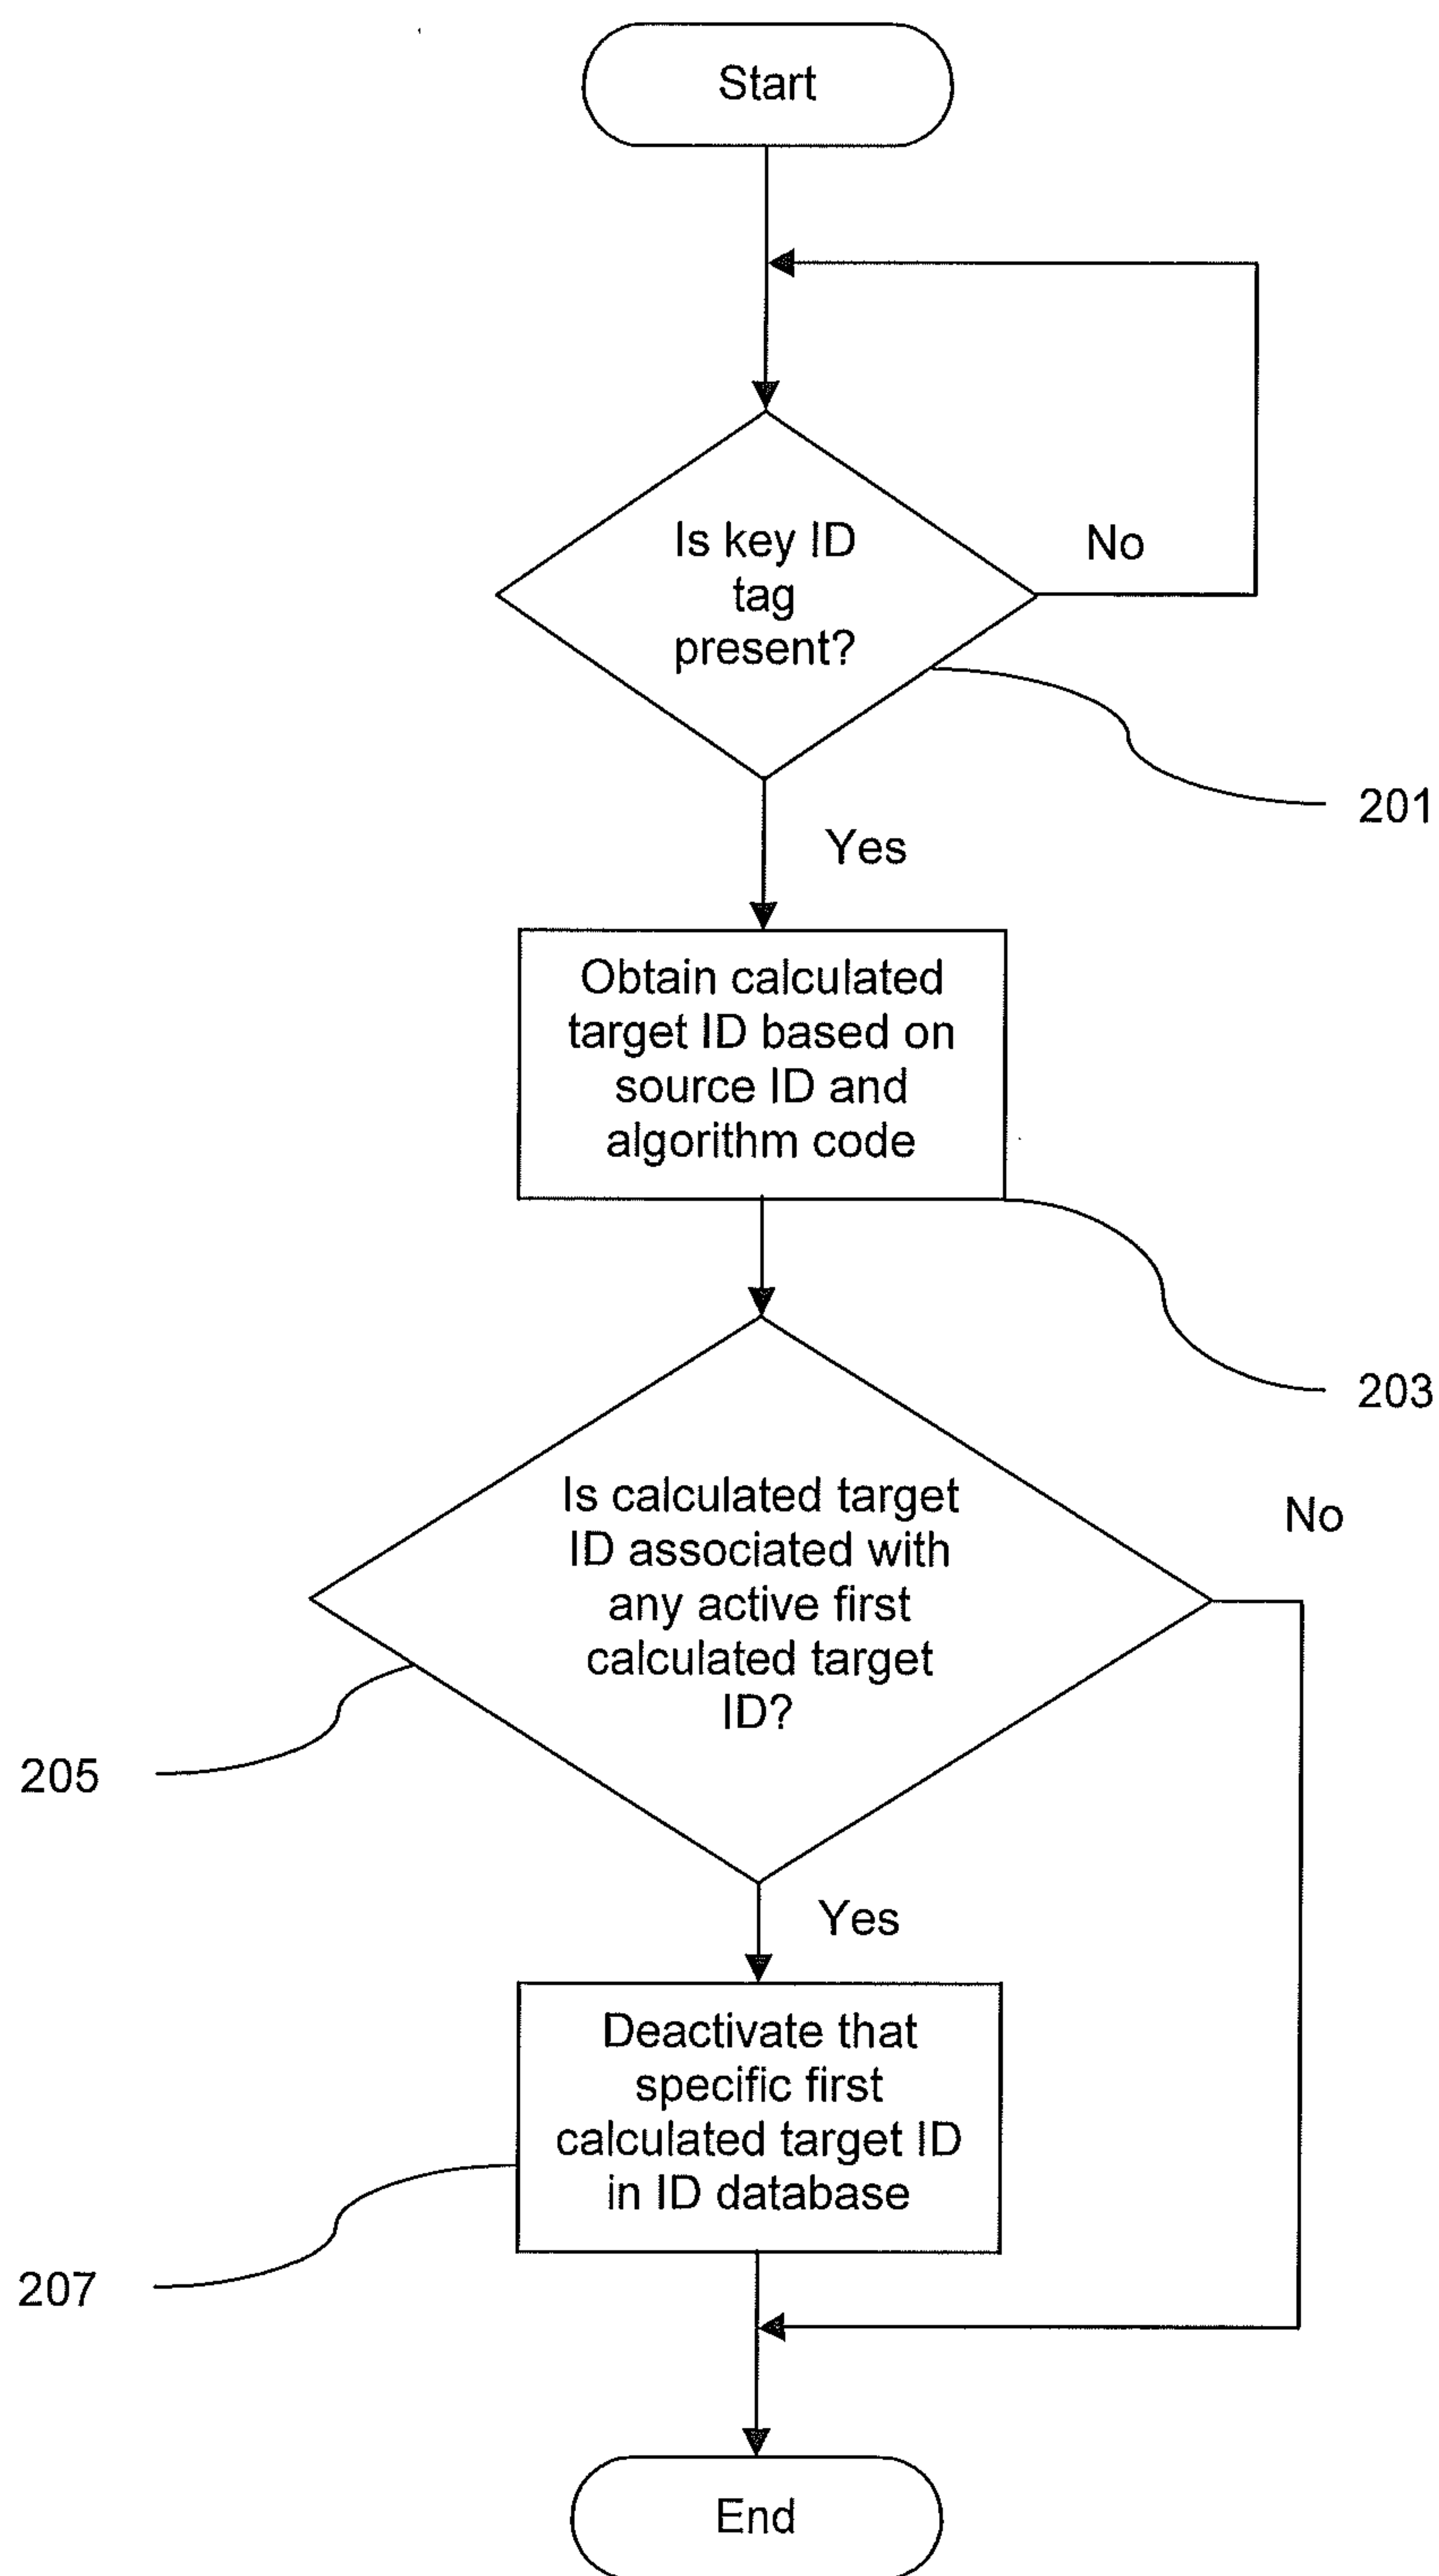 Start
Is key ID
tag
present?
No
201
Yes
Obtain calculated
target ID based on
source ID and
algorithm code
203
Is calculated target
ID associated with
any active first
calculated target
ID?
No
205
Yes
Deactivate that
specific first
calculated target ID
in ID database
207
End